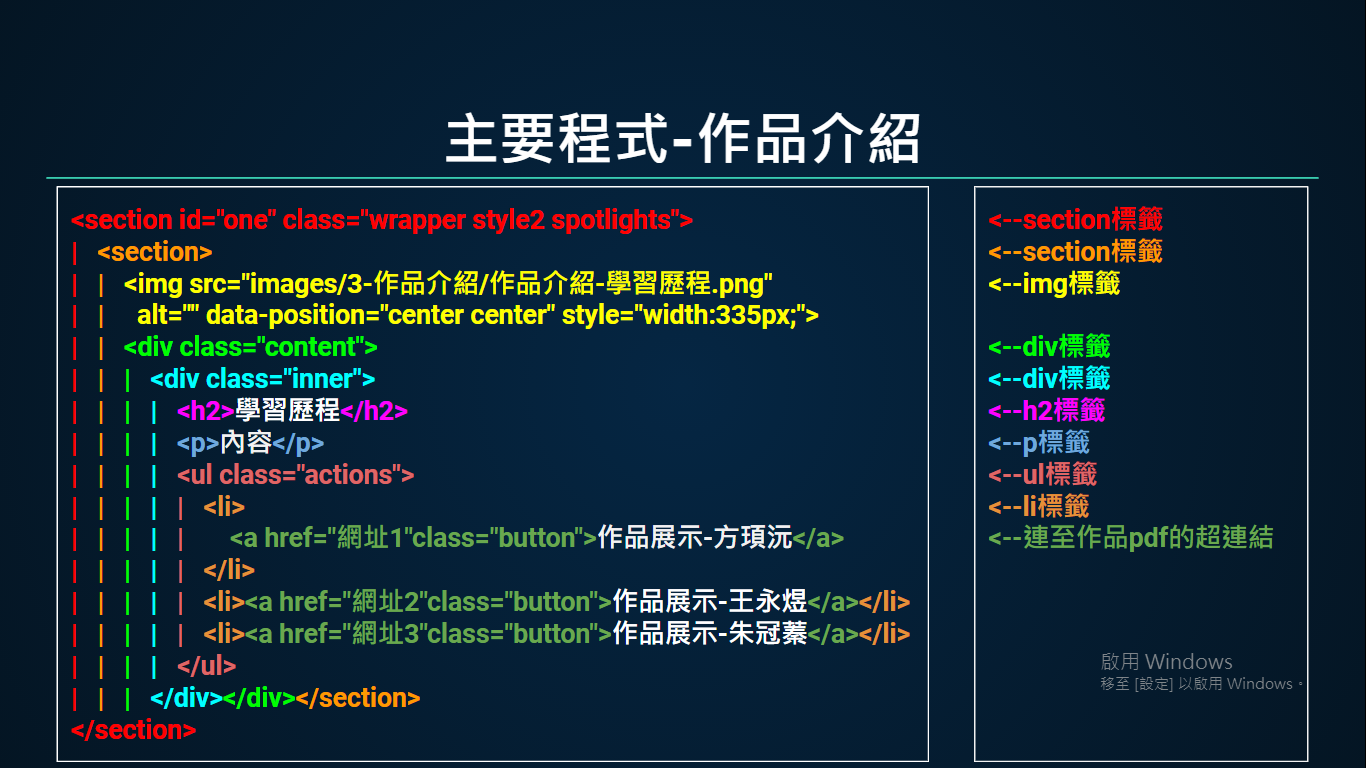 主要程式-作品介紹
<section id="one" class="wrapper style2 spotlights">
| <section>
| | <img src="images/3-作品介紹/作品介紹-學習歷程.png"
| | alt="" data-position="center center" style="width:335px;">
| | <div class="content">
| | | <div class="inner">
| | | | <h2>學習歷程</h2>
| | | | <p>內容</p>
| | | | <ul class="actions">
| | | | | <li>
| | | | | <a href="網址1"class="button">作品展示-方項沅</a>
| | | | | </li>
| | | | | <li><a href="網址2"class="button">作品展示-王永煜</a></li>
| | | | | <li><a href="網址3"class="button">作品展示-朱冠蓁</a></li>
| | | | </ul>
| | | </div></div></section>
</section>
<--section標籤
<--section標籤
<--img標籤
<--div標籤
<--div標籤
<--h2標籤
<--p標籤
<--ul標籤
<--li標籤
<--連至作品pdf的超連結
啟用 Windows
移至 [設定] 以啟用 Windows。